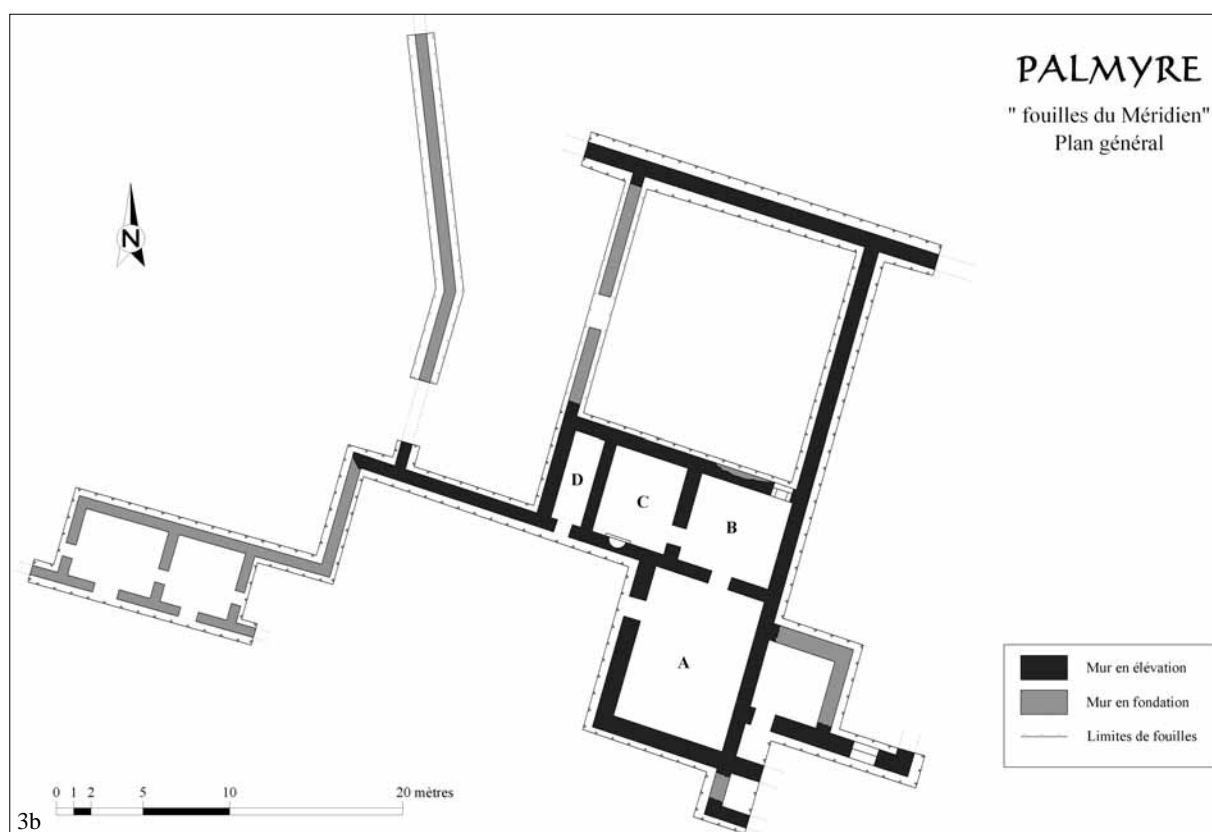 PALMYRE
" fouilles du Méridien"
Plan général
N
D
C
B
A
Mur en élévation
Mur en fondation
Limites de fouilles
0 1 2 5 10 20 mètres
3b